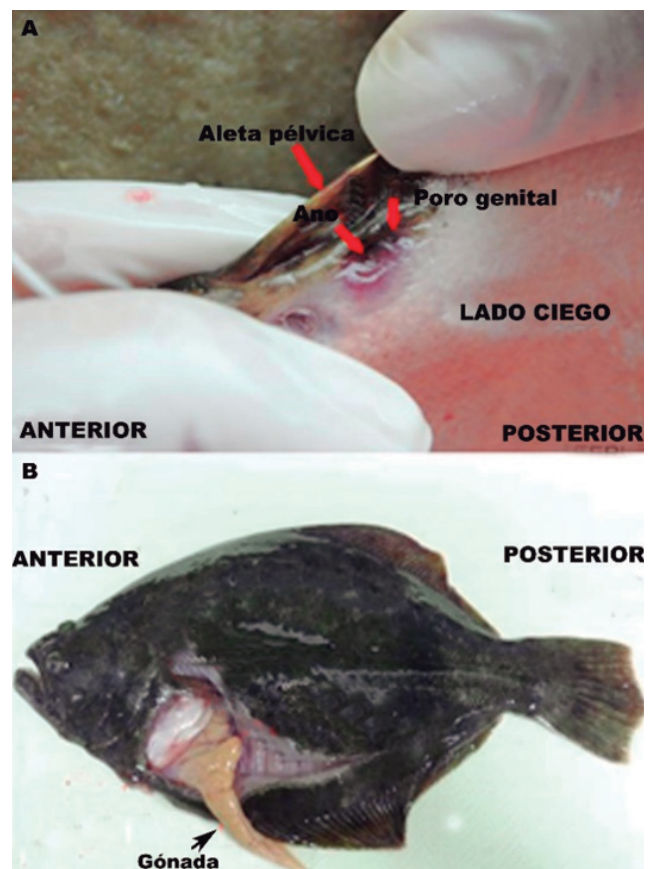 A
Aleta pélvica
Poro genital
Ano
LADO CIEGO
ANTERIOR
POSTERIOR
B
ANTERIOR
POSTERIOR
Gónada